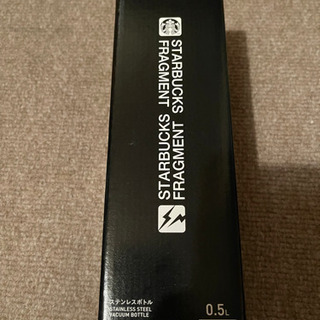 STARBUCKS FRAGMENT
STARBUCKS FRAGMENT
ステンレスボトル
STAINLESS STEEL
VACUUM BOTTLE
0.5L